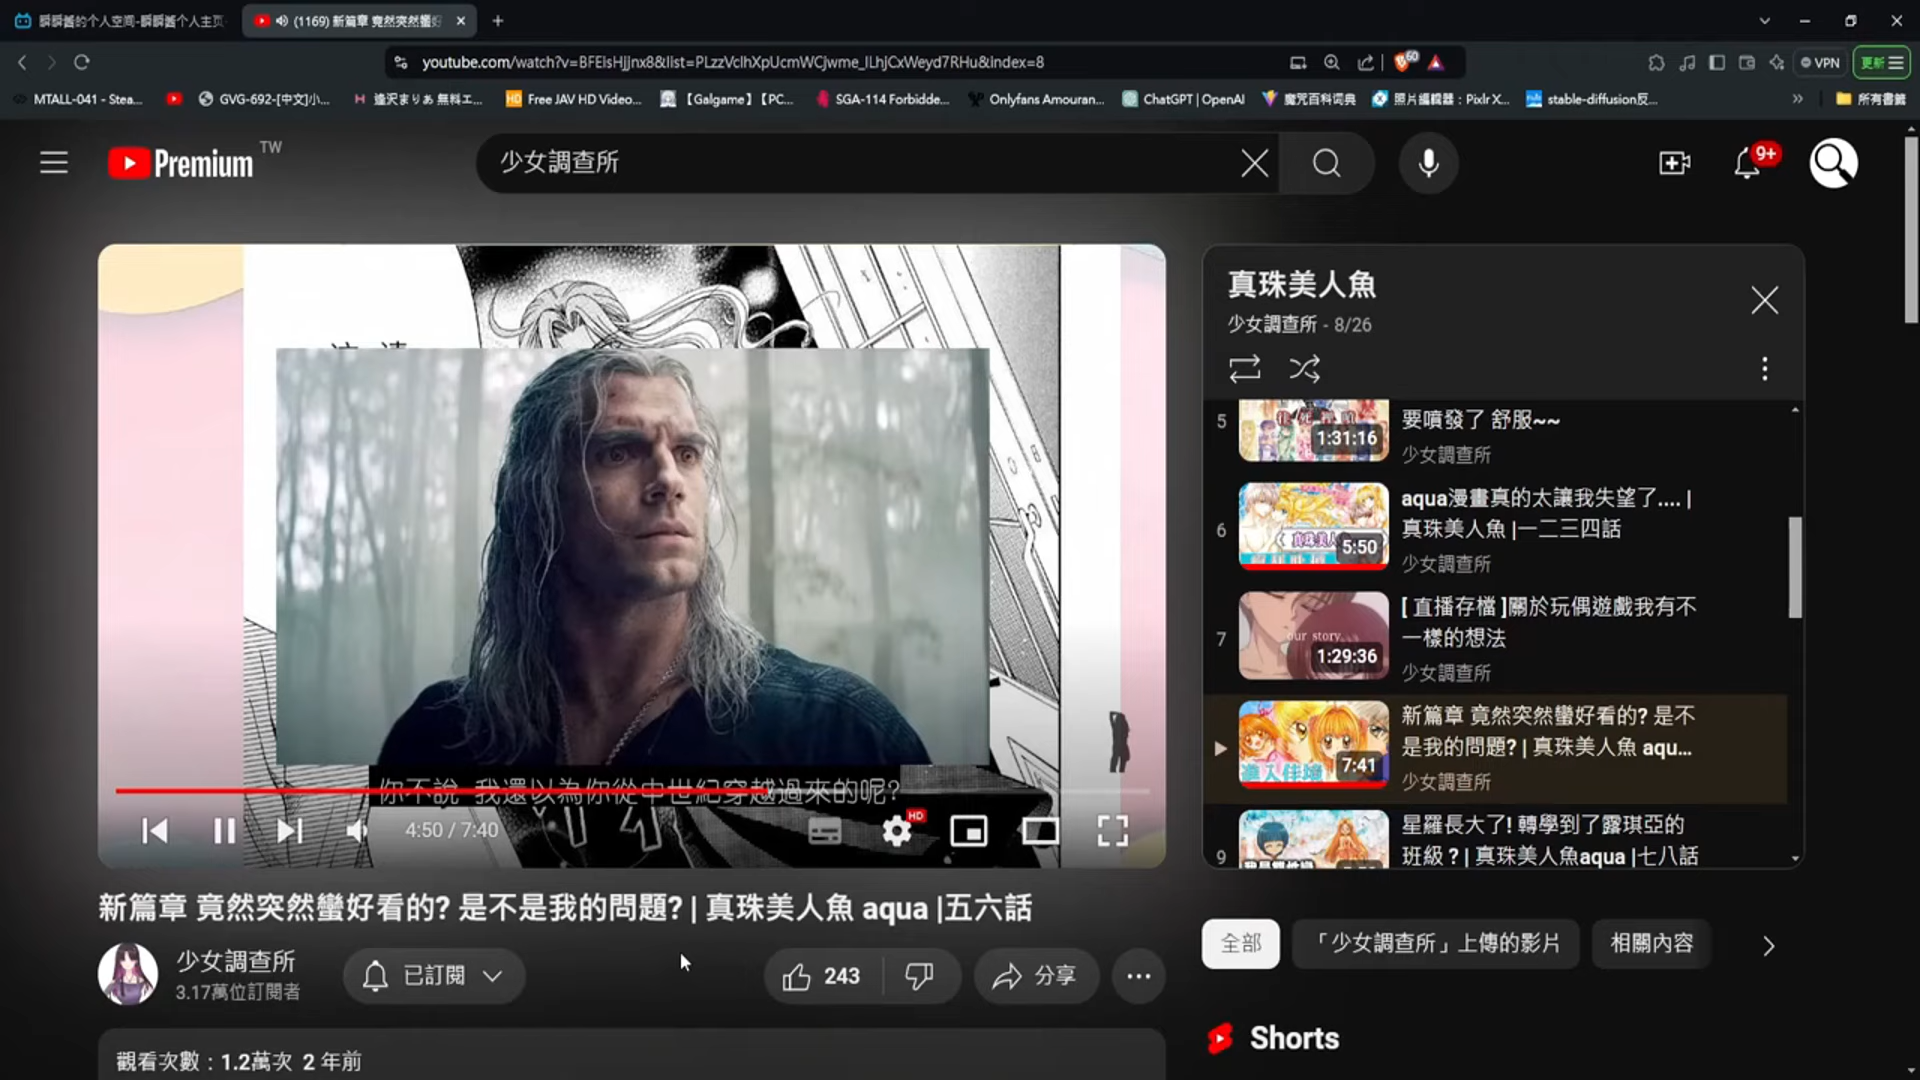 瞬瞬醬的个人空间-瞬瞬醬个人主页
(1169) 新篇章 竟然突然蠻好
youtube.com/watch?v=BFEisHjjnx8&list=PLzzVclhXpUcmWCjwme_ILhjCxWeyd7RHu&index=8
60
VPN
更新
MTALL-041 - Stea...
GVG-692-[中文]小...
逢沢まりあ 無料エ...
Free JAV HD Video...
【Galgame】【PC...
SGA-114 Forbidde...
Onlyfans Amouran...
ChatGPT | OpenAI
魔咒百科词典
照片編輯器：Pixlr X...
stable-diffusion反...
所有書籤
Premium TW
少女調查所
9+
你不說 我還以為你從中世紀穿越過來的呢?
4:50 / 7:40
HD
新篇章 竟然突然蠻好看的? 是不是我的問題? | 真珠美人魚 aqua |五六話
少女調查所
3.17萬位訂閱者
已訂閱
243
分享
觀看次數：1.2萬次 2 年前
真珠美人魚
少女調查所 - 8/26
5
1:31:16
要噴發了 舒服~~
少女調查所
6
5:50
aqua漫畫真的太讓我失望了.... |
真珠美人魚 |一二三四話
少女調查所
7
our story
1:29:36
[ 直播存檔 ]關於玩偶遊戲我有不
一樣的想法
少女調查所
進入佳境
7:41
新篇章 竟然突然蠻好看的? 是不
是我的問題? | 真珠美人魚 aqu...
少女調查所
9
星羅長大了! 轉學到了露琪亞的
班級？| 真珠美人魚aqua |七八話
全部
「少女調查所」上傳的影片
相關內容
Shorts